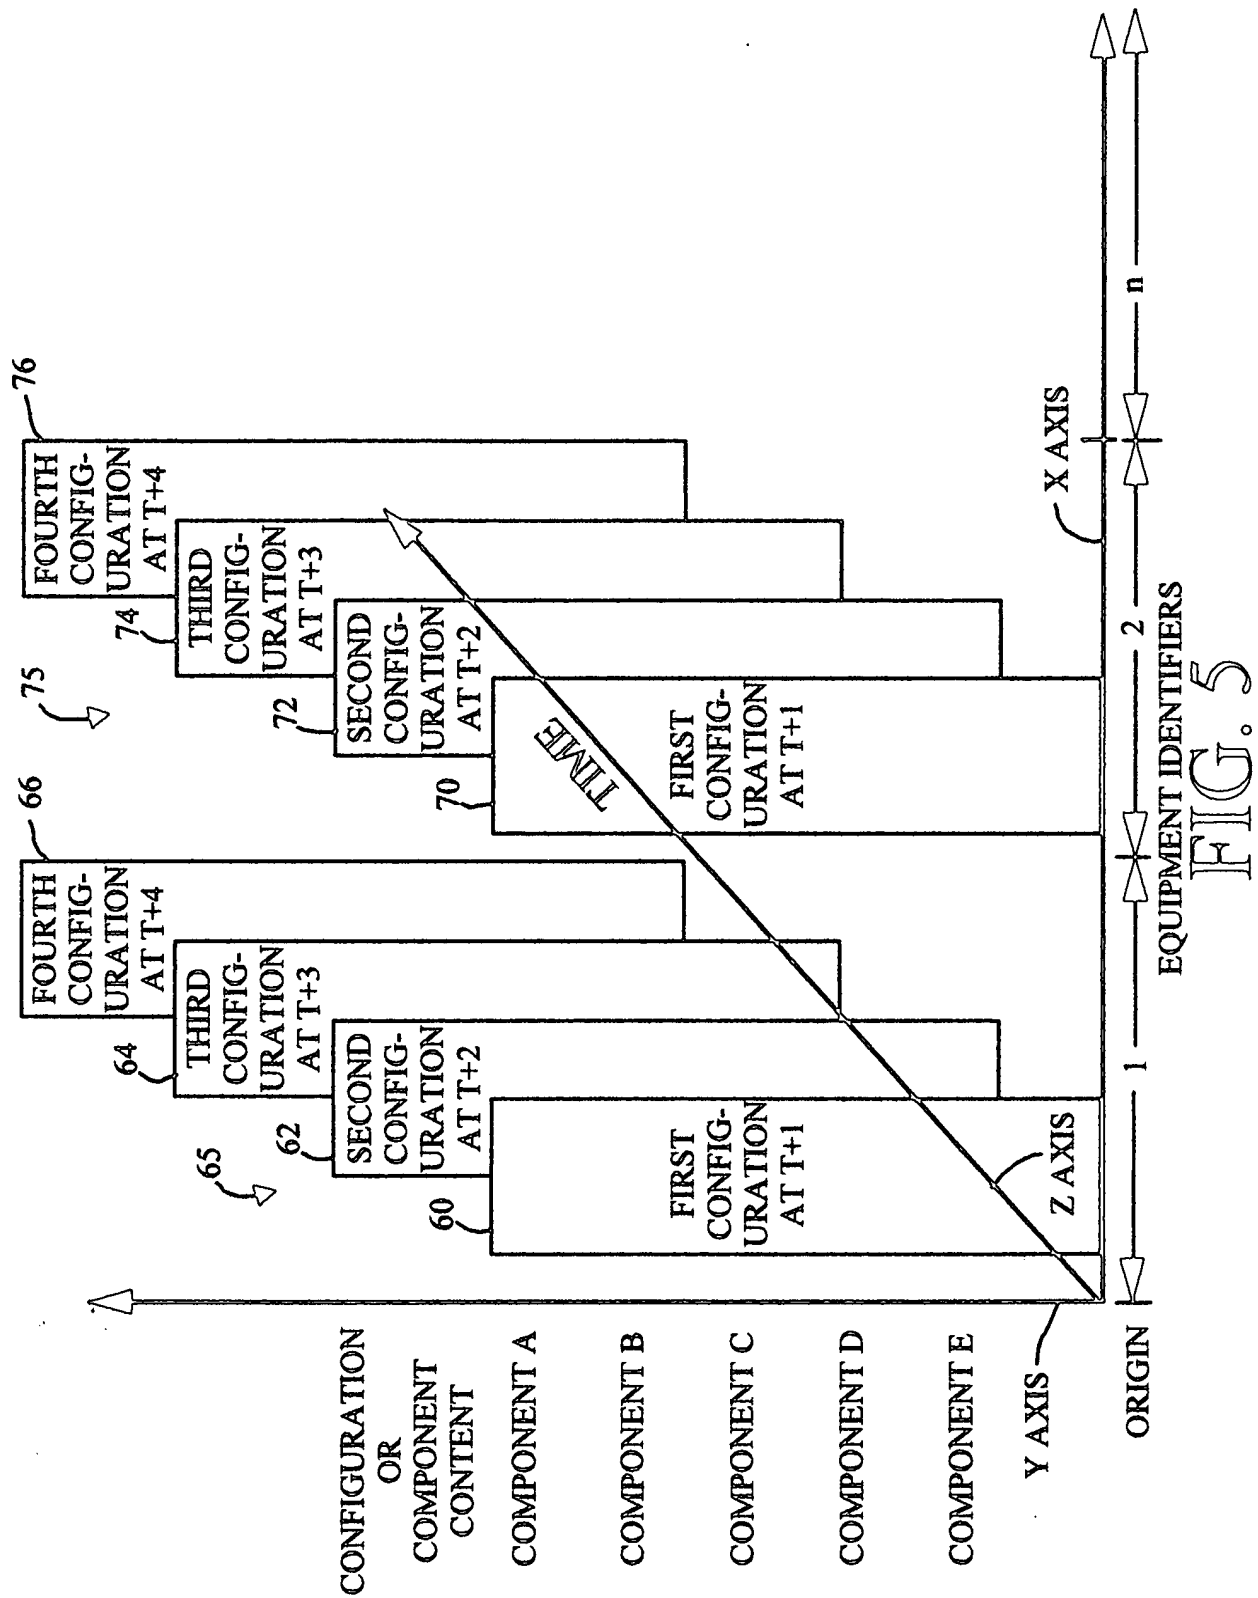 CONFIGURATION
OR
COMPONENT
CONTENT
COMPONENT A
COMPONENT B
COMPONENT C
COMPONENT D
COMPONENT E
Y AXIS
ORIGIN
65
60
FIRST
CONFIG-
URATION
AT T+1
62
SECOND
CONFIG-
URATION
AT T+2
64
THIRD
CONFIG-
URATION
AT T+3
66
FOURTH
CONFIG-
URATION
AT T+4
Z AXIS
TIME
75
70
FIRST
CONFIG-
URATION
AT T+1
72
SECOND
CONFIG-
URATION
AT T+2
74
THIRD
CONFIG-
URATION
AT T+3
76
FOURTH
CONFIG-
URATION
AT T+4
X AXIS
1
2
n
EQUIPMENT IDENTIFIERS
FIG. 5